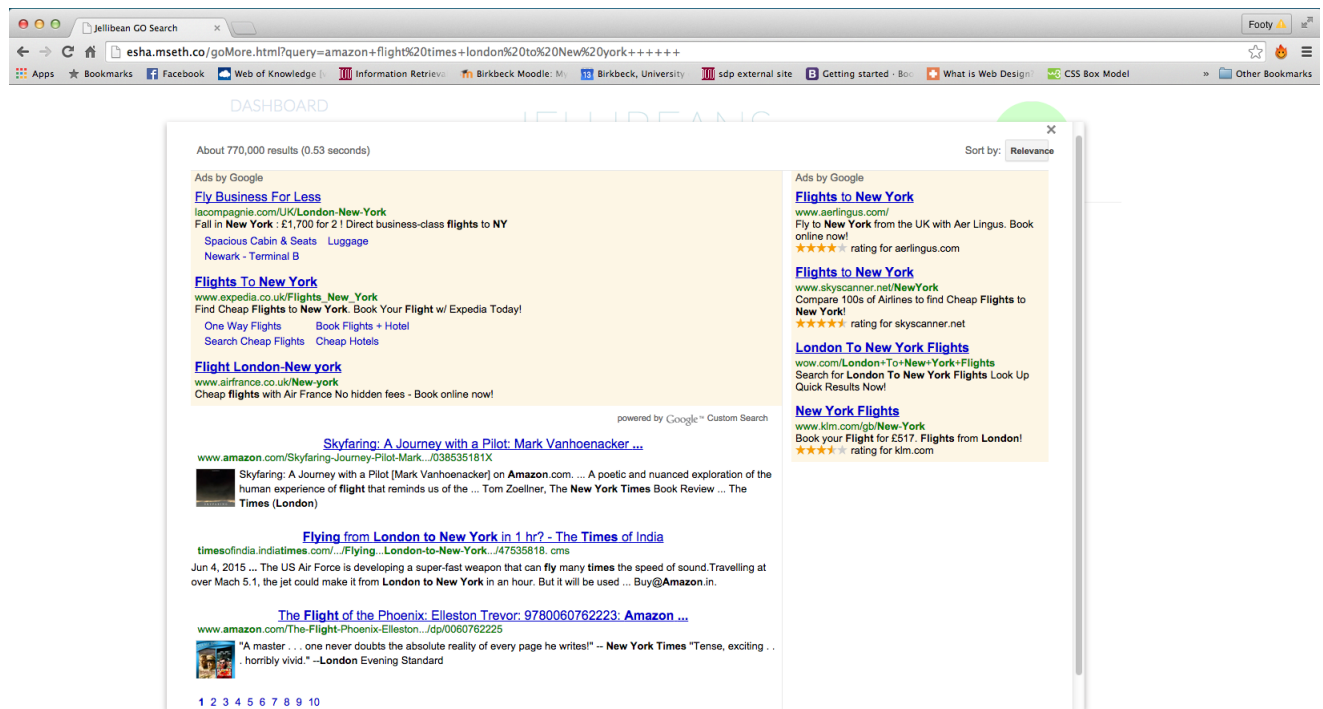 Jellibean GO Search
Footy
esha.mseth.co/goMore.html?query=amazon+flight%20times+london%20to%20New%20york++++++
Apps Bookmarks Facebook Web of Knowledge Information Retrieva Birkbeck Moodle: My Birkbeck, University sdp external site Getting started · Boo What is Web Design? CSS Box Model » Other Bookmarks
DASHBOARD
JELLIBEANS
About 770,000 results (0.53 seconds)
Sort by: Relevance
Ads by Google
Fly Business For Less
lacompagnie.com/UK/London-New-York
Fall in New York : £1,700 for 2 ! Direct business-class flights to NY
Spacious Cabin & Seats Luggage
Newark - Terminal B
Flights To New York
www.expedia.co.uk/Flights_New_York
Find Cheap Flights to New York. Book Your Flight w/ Expedia Today!
One Way Flights Book Flights + Hotel
Search Cheap Flights Cheap Hotels
Flight London-New york
www.airfrance.co.uk/New-york
Cheap flights with Air France No hidden fees - Book online now!
powered by Google™ Custom Search
Skyfaring: A Journey with a Pilot: Mark Vanhoenacker ...
www.amazon.com/Skyfaring-Journey-Pilot-Mark.../038535181X
Skyfaring: A Journey with a Pilot [Mark Vanhoenacker] on Amazon.com. ... A poetic and nuanced exploration of the
human experience of flight that reminds us of the ... Tom Zoellner, The New York Times Book Review ... The
Times (London)
Flying from London to New York in 1 hr? - The Times of India
timesofindia.indiatimes.com/.../Flying...London-to-New-York.../47535818. cms
Jun 4, 2015 ... The US Air Force is developing a super-fast weapon that can fly many times the speed of sound.Travelling at
over Mach 5.1, the jet could make it from London to New York in an hour. But it will be used ... Buy@Amazon.in.
The Flight of the Phoenix: Elleston Trevor: 9780060762223: Amazon ...
www.amazon.com/The-Flight-Phoenix-Elleston.../dp/0060762225
"A master . . . one never doubts the absolute reality of every page he writes!" -- New York Times "Tense, exciting . .
. horribly vivid." --London Evening Standard
1 2 3 4 5 6 7 8 9 10
Ads by Google
Flights to New York
www.aerlingus.com/
Fly to New York from the UK with Aer Lingus. Book
online now!
rating for aerlingus.com
Flights to New York
www.skyscanner.net/NewYork
Compare 100s of Airlines to find Cheap Flights to
New York!
rating for skyscanner.net
London To New York Flights
wow.com/London+To+New+York+Flights
Search for London To New York Flights Look Up
Quick Results Now!
New York Flights
www.klm.com/gb/New-York
Book your Flight for £517. Flights from London!
rating for klm.com